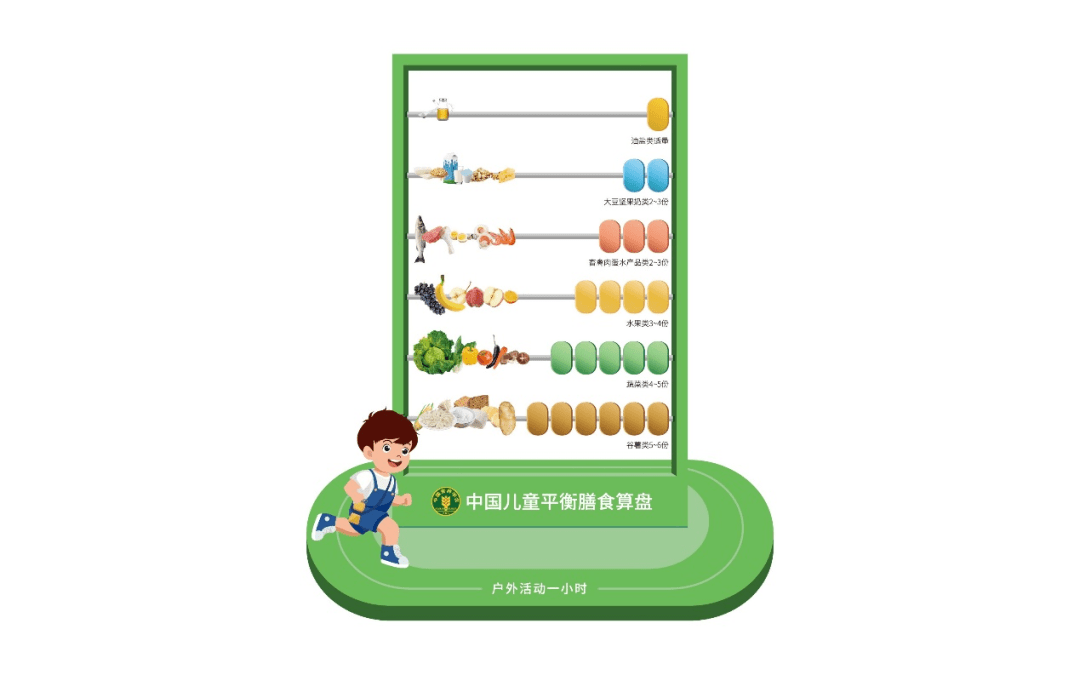 油盐类适量
大豆坚果奶类2~3份
畜禽肉蛋水产品类2~3份
水果类3~4份
蔬菜类4~5份
谷薯类5~6份
中国儿童平衡膳食算盘
户外活动一小时